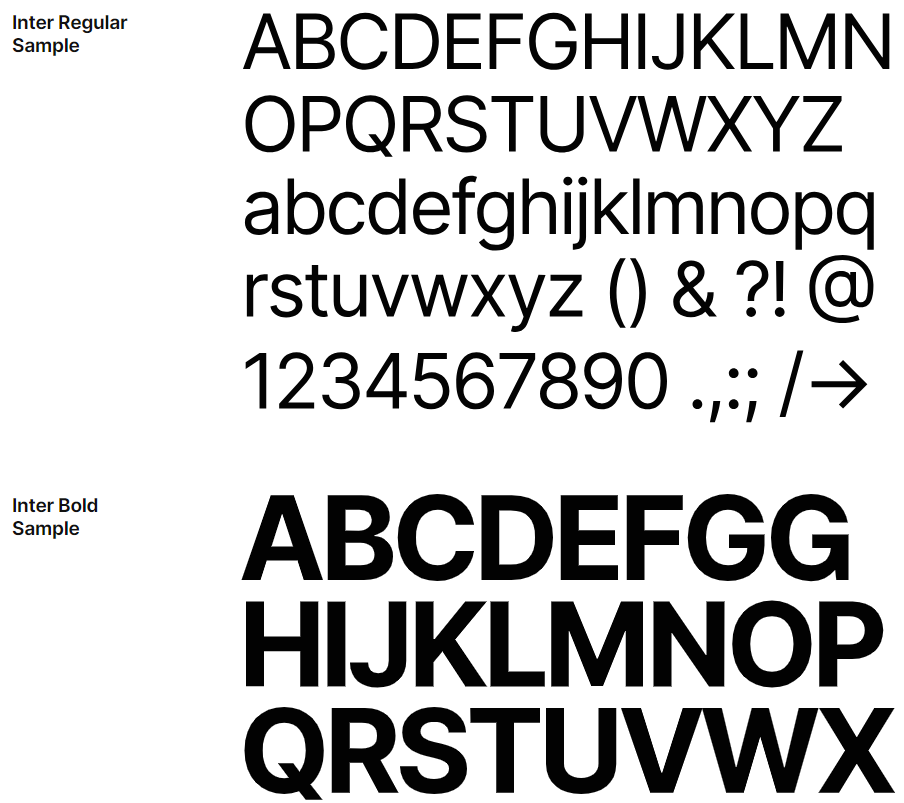 Inter Regular
Sample
ABCDEFGHIJKLMN
OPQRSTUVWXYZ
abcdefghijklmnopq
rstuvwxyz () & ?! @
1234567890 .,:; /→
Inter Bold
Sample
ABCDEFGG
HIJKLMNOP
QRSTUVWX